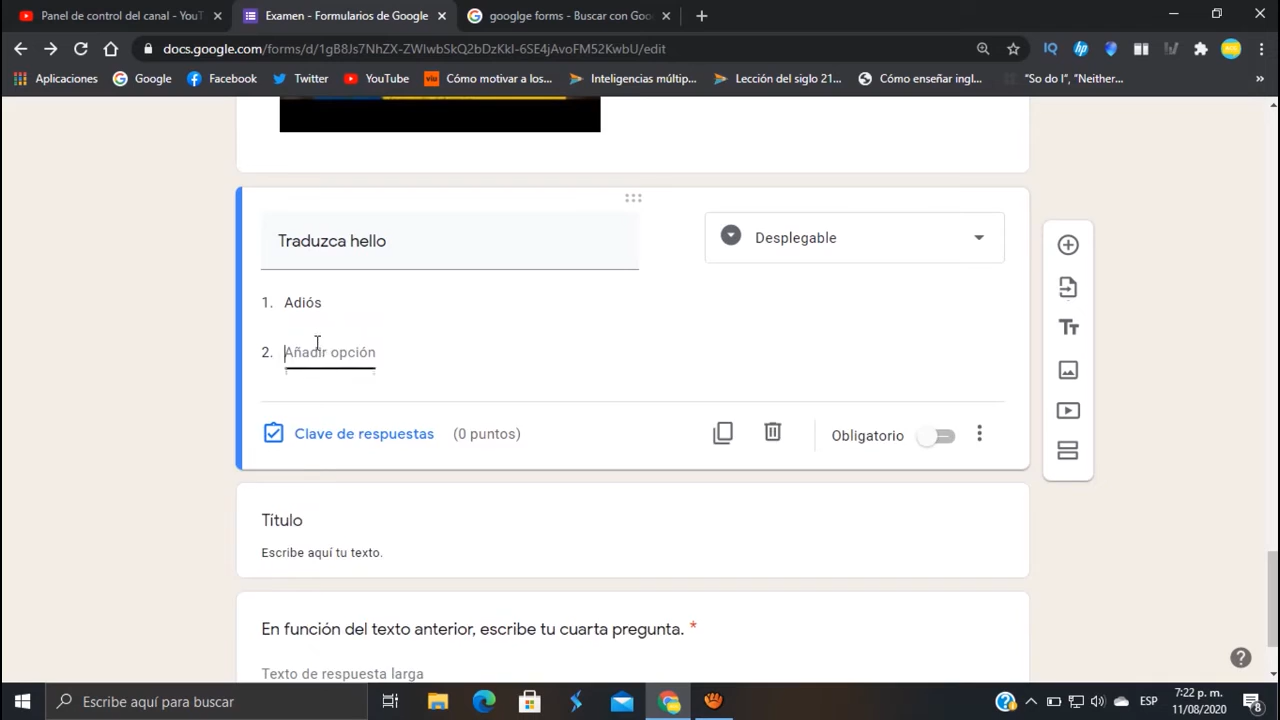 Panel de control del canal - YouT
Examen - Formularios de Google
googlge forms - Buscar con Goo
docs.google.com/forms/d/1gB8Js7NhZX-ZWIwbSkQ2bDzKkI-6SE4jAvoFM52KwbU/edit
Aplicaciones
Google
Facebook
Twitter
YouTube
viu
Cómo motivar a los...
Inteligencias múltip...
Lección del siglo 21...
Cómo enseñar ingl...
"So do I", "Neither...
»
Traduzca hello
Desplegable
1. Adiós
2. Añadir opción
Clave de respuestas
(0 puntos)
Obligatorio
Título
Escribe aquí tu texto.
En función del texto anterior, escribe tu cuarta pregunta. *
Texto de respuesta larga
Escribe aquí para buscar
ESP
7:22 p. m.
11/08/2020
8